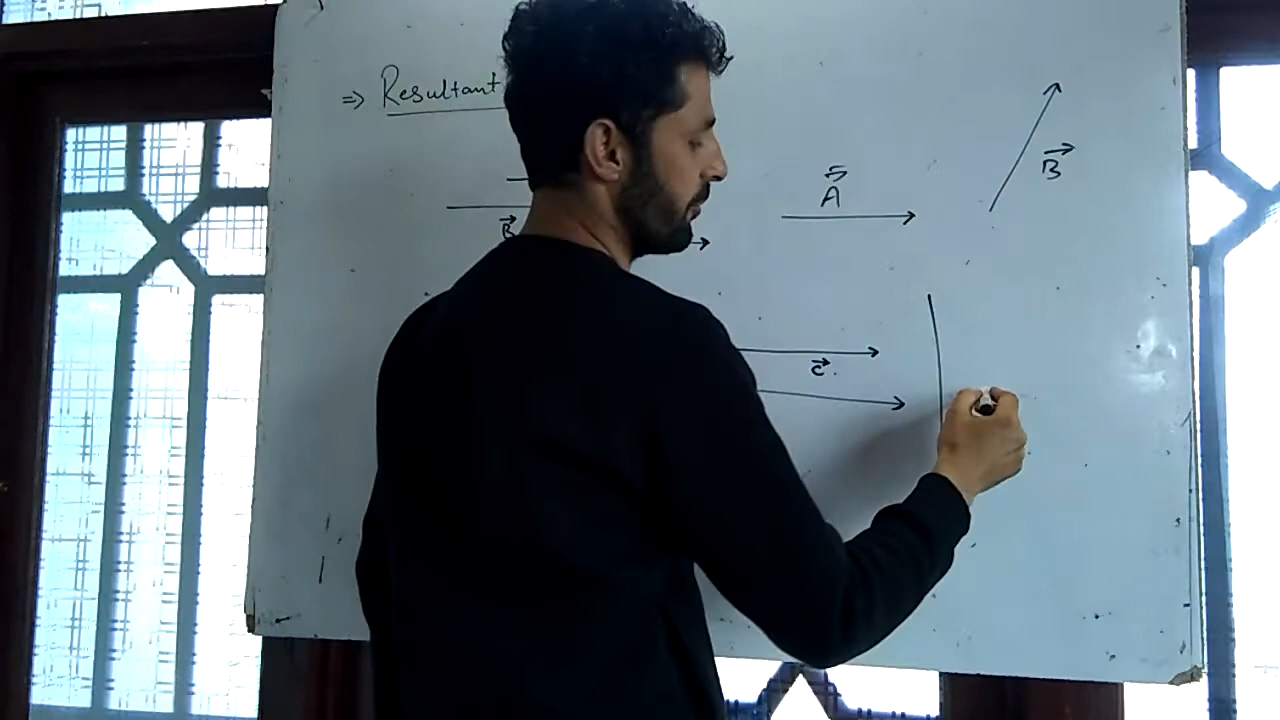 ⇒ Resultant
A⃗
B⃗
B⃗
C⃗.